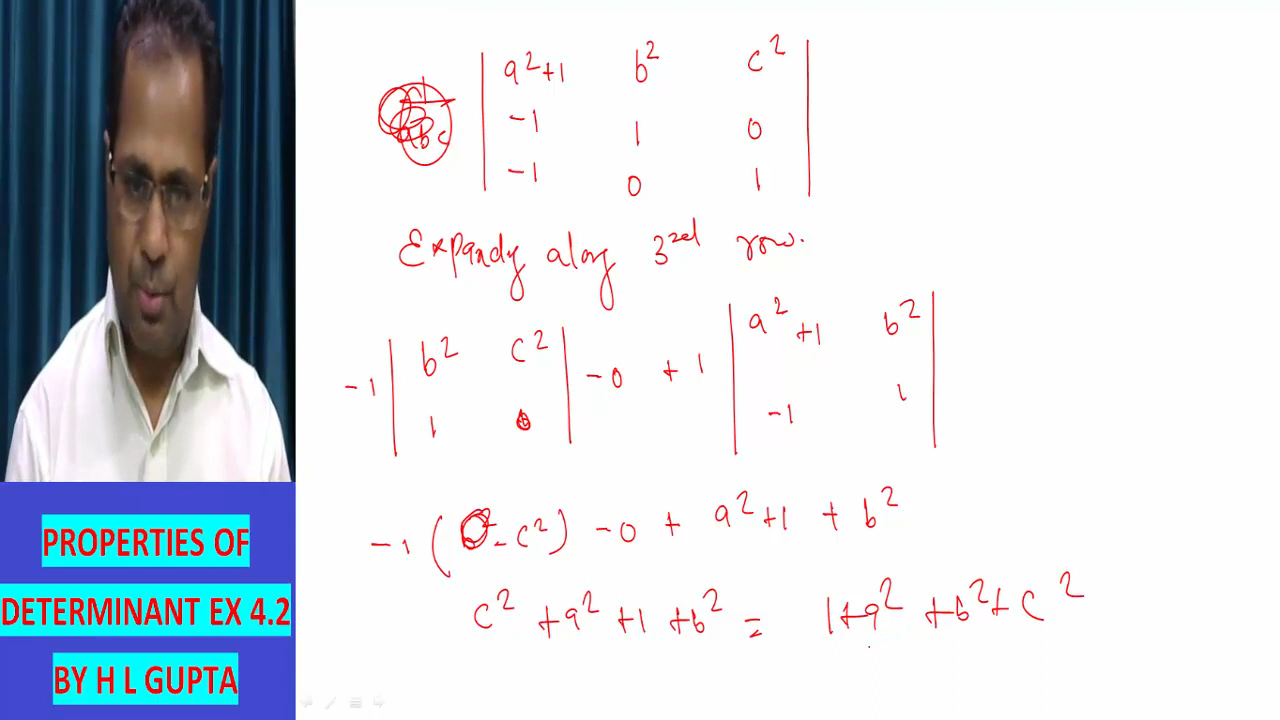 a²+1 b² c²
abc
-1 1 0
-1 0 1
Expandy along 3rd row.
-1 | b² c² | -0 +1 | a²+1 b² |
1 0 -1 1
-1 (0 - c²) -0 + a²+1 + b²
c² +a² +1 +b² = 1+a² +b²+ c²
PROPERTIES OF
DETERMINANT EX 4.2
BY H L GUPTA